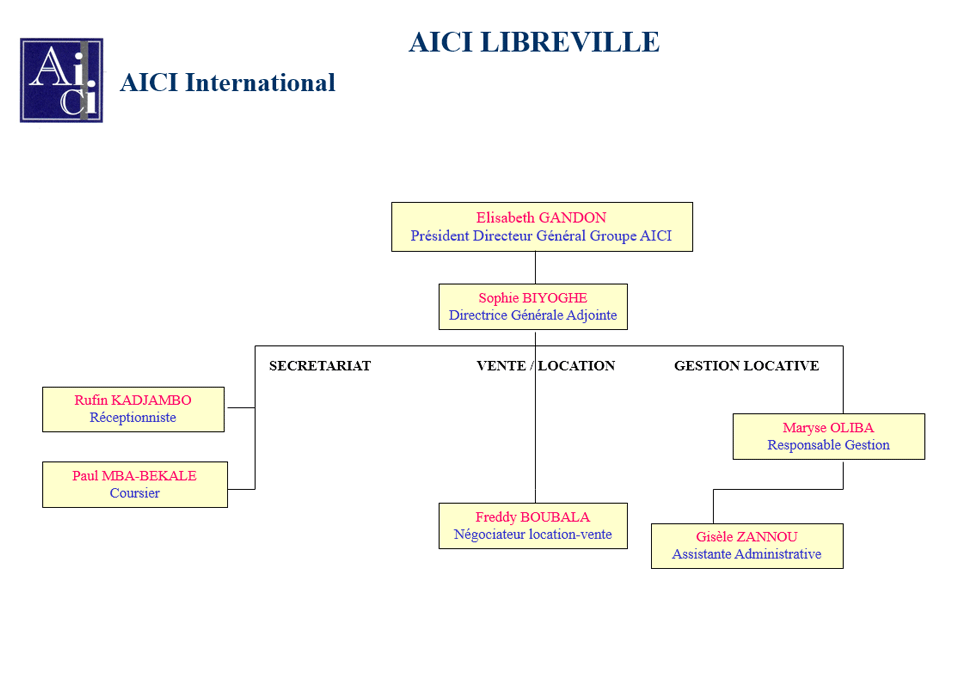 AICI LIBREVILLE
Ai
Ci
AICI International
Elisabeth GANDON
Président Directeur Général Groupe AICI
Sophie BIYOGHE
Directrice Générale Adjointe
SECRETARIAT
VENTE / LOCATION
GESTION LOCATIVE
Rufin KADJAMBO
Réceptionniste
Maryse OLIBA
Responsable Gestion
Paul MBA-BEKALE
Coursier
Freddy BOUBALA
Négociateur location-vente
Gisèle ZANNOU
Assistante Administrative